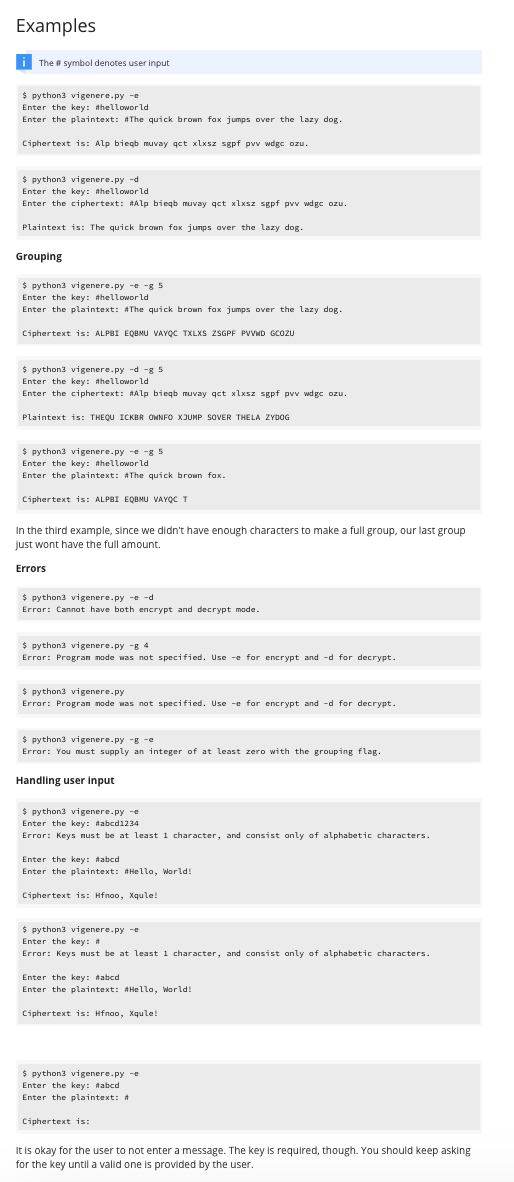 Examples
i The # symbol denotes user input
$ python3 vigenere.py -e
Enter the key: #helloworld
Enter the plaintext: #The quick brown fox jumps over the lazy dog.
Ciphertext is: Alp bieqb muvay qct xlxsz sgpf pvv wdgc ozu.
$ python3 vigenere.py -d
Enter the key: #helloworld
Enter the ciphertext: #Alp bieqb muvay qct xlxsz sgpf pvv wdgc ozu.
Plaintext is: The quick brown fox jumps over the lazy dog.
Grouping
$ python3 vigenere.py -e -g 5
Enter the key: #helloworld
Enter the plaintext: #The quick brown fox jumps over the lazy dog.
Ciphertext is: ALPBI EQBMU VAYQC TXLXS ZSGPF PVVWD GCOZU
$ python3 vigenere.py -d -g 5
Enter the key: #helloworld
Enter the ciphertext: #Alp bieqb muvay qct xlxsz sgpf pvv wdgc ozu.
Plaintext is: THEQU ICKBR OWNFO XJUMP SOVER THELA ZYDOG
$ python3 vigenere.py -e -g 5
Enter the key: #helloworld
Enter the plaintext: #The quick brown fox.
Ciphertext is: ALPBI EQBMU VAYQC T
In the third example, since we didn't have enough characters to make a full group, our last group
just wont have the full amount.
Errors
$ python3 vigenere.py -e -d
Error: Cannot have both encrypt and decrypt mode.
$ python3 vigenere.py -g 4
Error: Program mode was not specified. Use -e for encrypt and -d for decrypt.
$ python3 vigenere.py
Error: Program mode was not specified. Use -e for encrypt and -d for decrypt.
$ python3 vigenere.py -g -e
Error: You must supply an integer of at least zero with the grouping flag.
Handling user input
$ python3 vigenere.py -e
Enter the key: #abcd1234
Error: Keys must be at least 1 character, and consist only of alphabetic characters.
Enter the key: #abcd
Enter the plaintext: #Hello, World!
Ciphertext is: Hfnoo, Xqule!
$ python3 vigenere.py -e
Enter the key: #
Error: Keys must be at least 1 character, and consist only of alphabetic characters.
Enter the key: #abcd
Enter the plaintext: #Hello, World!
Ciphertext is: Hfnoo, Xqule!
$ python3 vigenere.py -e
Enter the key: #abcd
Enter the plaintext: #
Ciphertext is:
It is okay for the user to not enter a message. The key is required, though. You should keep asking
for the key until a valid one is provided by the user.